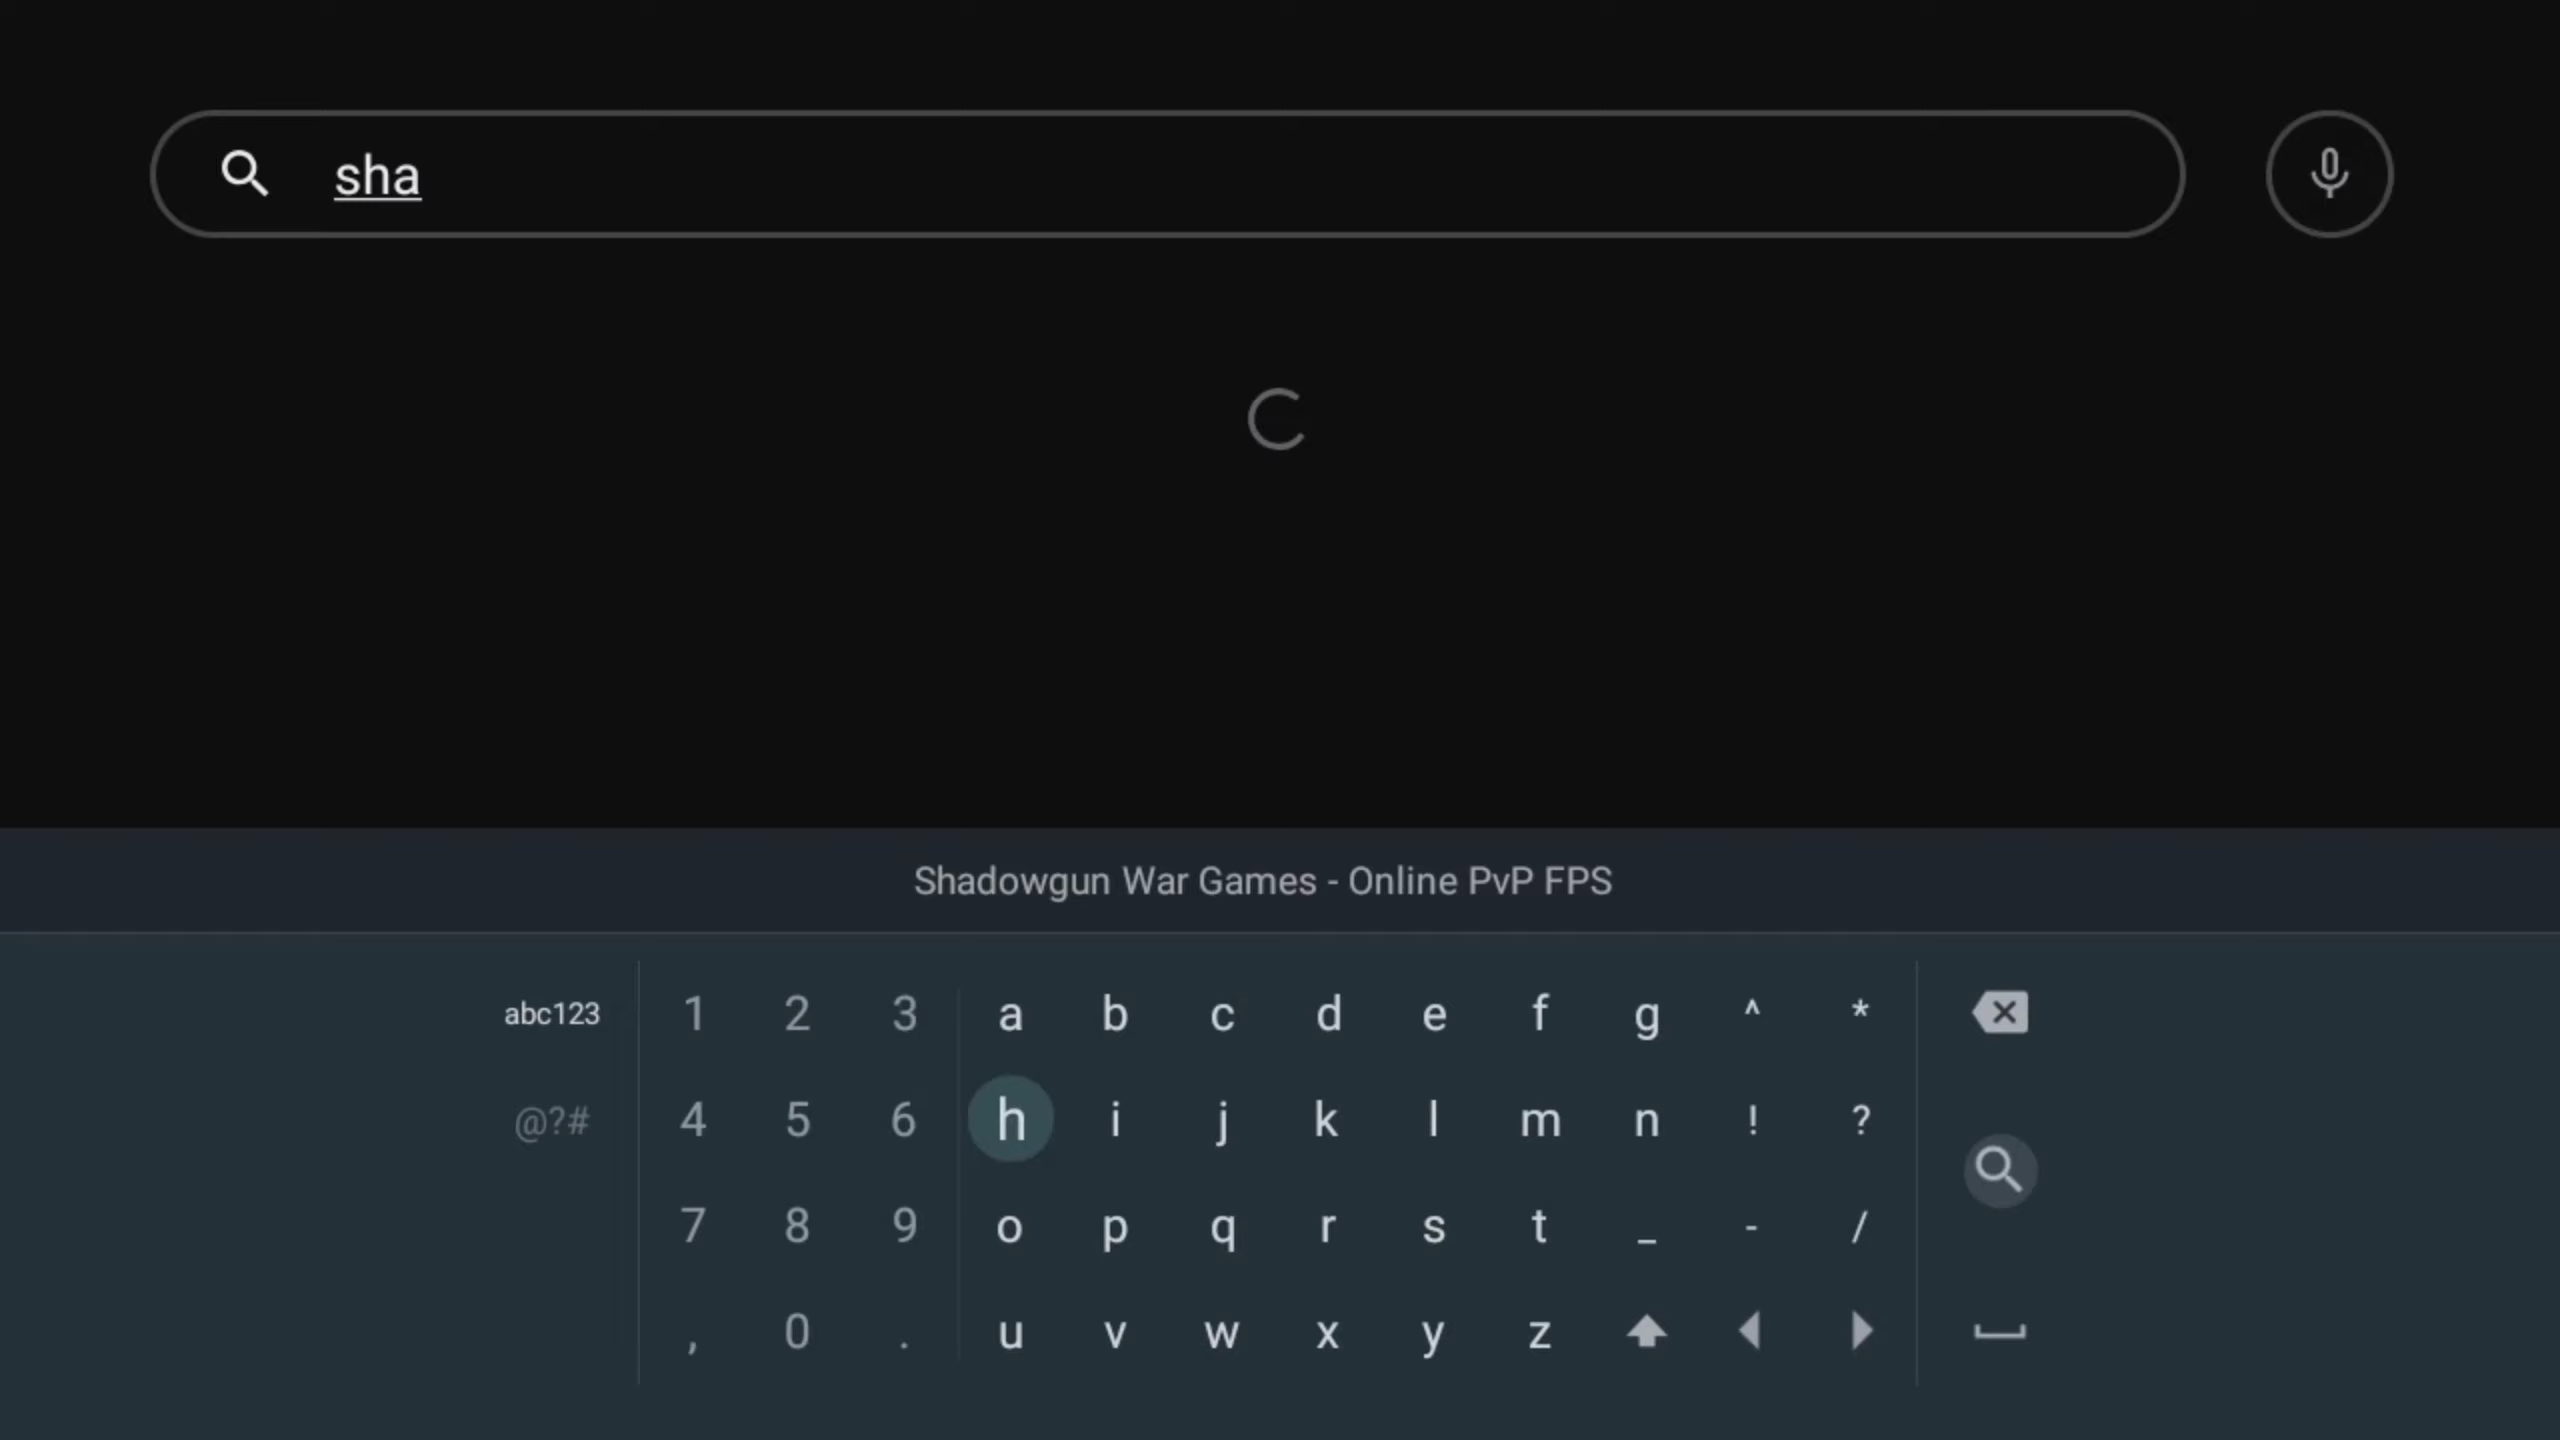 sha
Shadowgun War Games - Online PvP FPS
abc123 1 2 3 a b c d e f g ^ *
@?# 4 5 6 h i j k l m n ! ?
7 8 9 o p q r s t _ - /
, 0 . u v w x y z